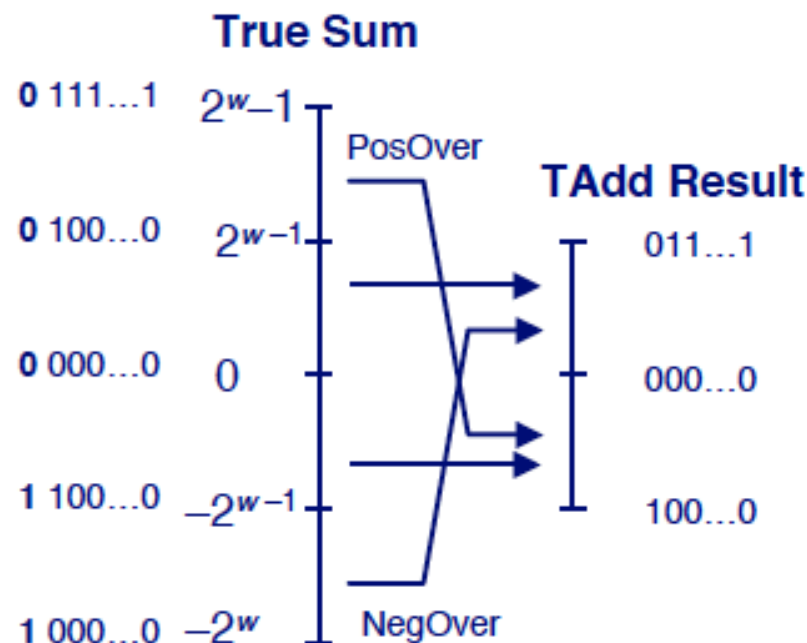 True Sum
0 111...1 2ʷ–1
PosOver
TAdd Result
0 100...0 2ʷ⁻¹
011...1
0 000...0 0
000...0
1 100...0 –2ʷ⁻¹
100...0
1 000...0 –2ʷ
NegOver